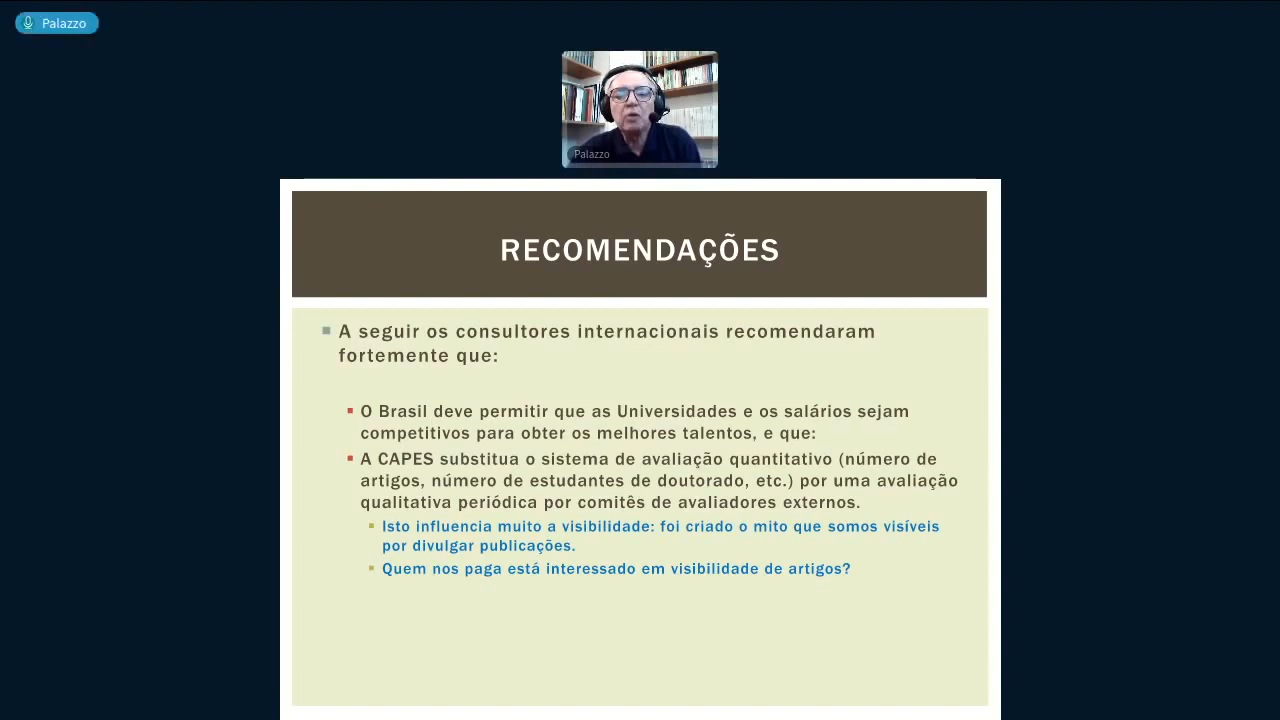 Palazzo
Palazzo
RECOMENDAÇÕES
A seguir os consultores internacionais recomendaram
fortemente que:
O Brasil deve permitir que as Universidades e os salários sejam
competitivos para obter os melhores talentos, e que:
A CAPES substitua o sistema de avaliação quantitativo (número de
artigos, número de estudantes de doutorado, etc.) por uma avaliação
qualitativa periódica por comitês de avaliadores externos.
Isto influencia muito a visibilidade: foi criado o mito que somos visíveis
por divulgar publicações.
Quem nos paga está interessado em visibilidade de artigos?